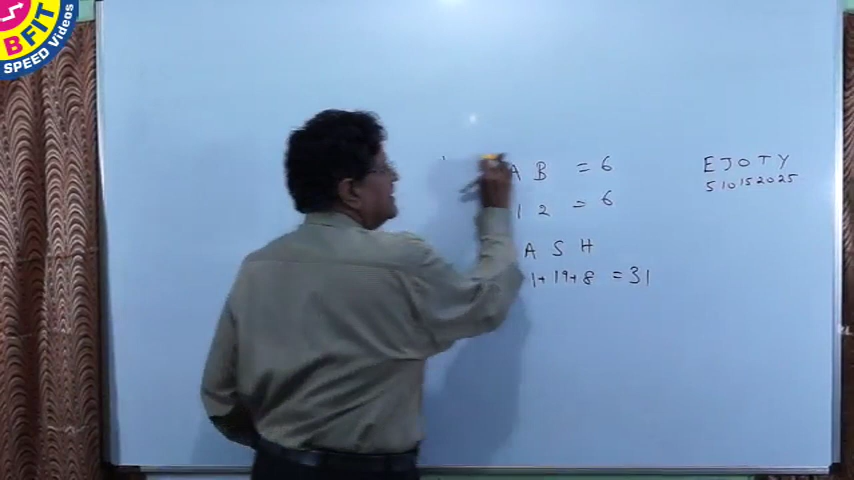 BFIT
SPEED Videos
A B = 6
1 2 = 6
A S H
1+19+8 = 31
E J O T Y
5 10 15 20 25